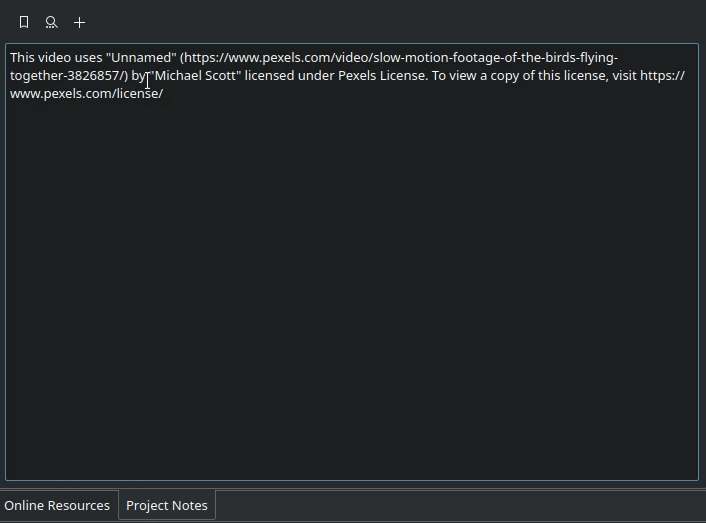 This video uses "Unnamed" (https://www.pexels.com/video/slow-motion-footage-of-the-birds-flying-
together-3826857/) by "Michael Scott" licensed under Pexels License. To view a copy of this license, visit https://
www.pexels.com/license/
Online Resources
Project Notes